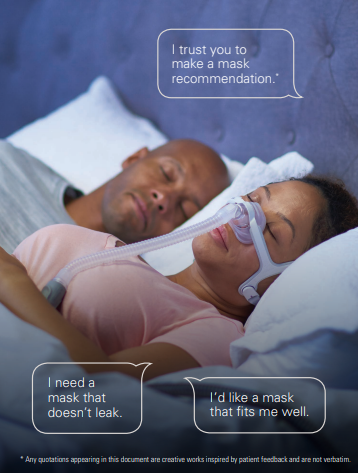 I trust you to
make a mask
recommendation.*
I need a
mask that
doesn't leak.
I'd like a mask
that fits me well.
* Any quotations appearing in this document are creative works inspired by patient feedback and are not verbatim.